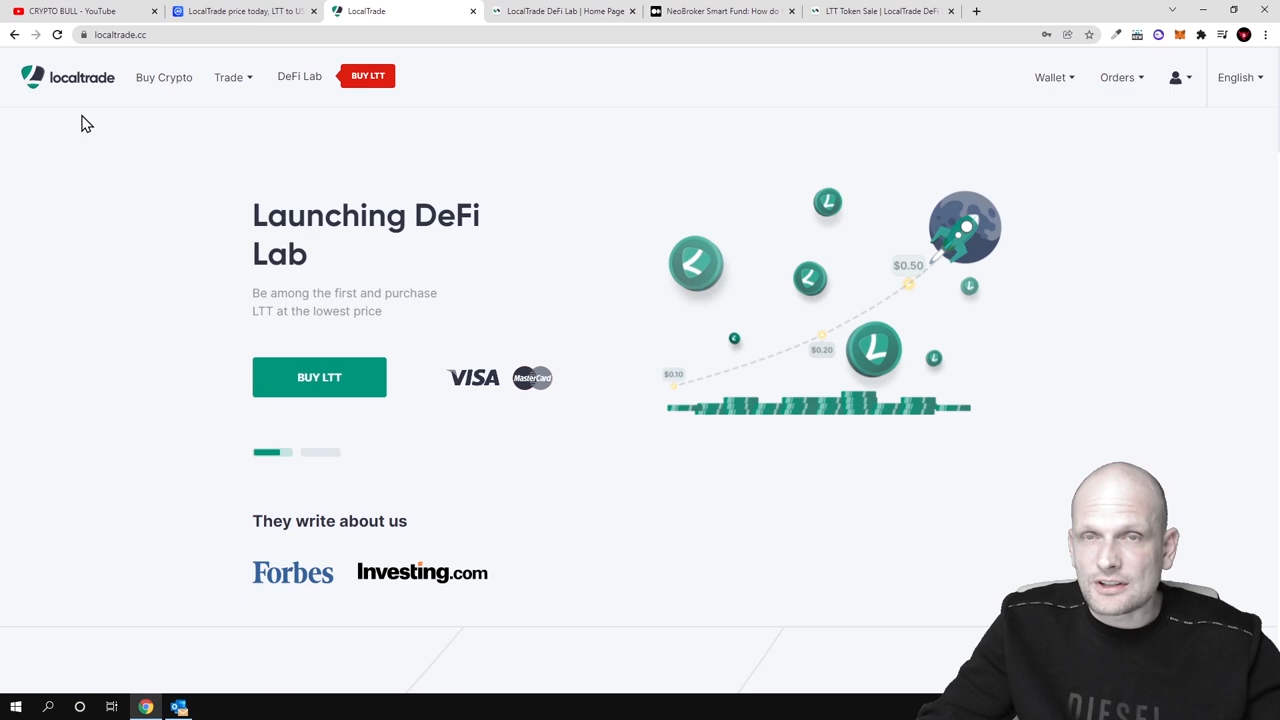 CRYPTO BULL - YouTube
LocalTrade price today, LTT to US
LocalTrade
LocalTrade DeFi Lab | Home Page
NeoBroker Smart Fund: How do
LTT Token Sale | LocalTrade DeFi
localtrade.cc
localtrade
Buy Crypto
Trade
DeFi Lab
BUY LTT
Wallet
Orders
English
Launching DeFi
Lab
Be among the first and purchase
LTT at the lowest price
BUY LTT
VISA
MasterCard
$0.50
$0.20
$0.10
They write about us
Forbes
Investing.com
DIESEL